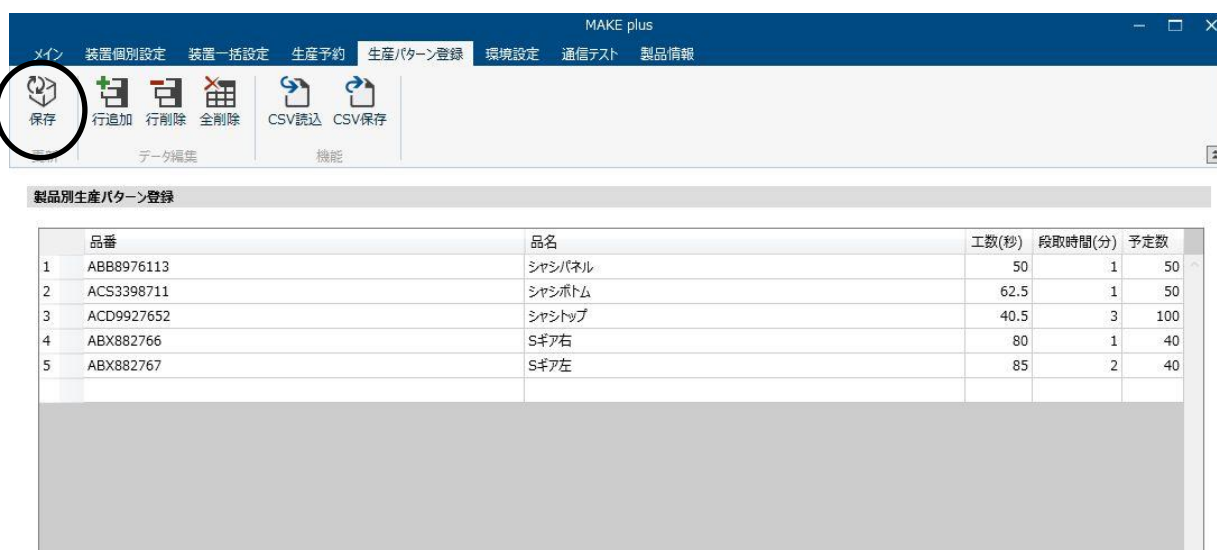 MAKE plus
メイン 装置個別設定 装置一括設定 生産予約 生産パターン登録 環境設定 通信テスト 製品情報
保存 行追加 行削除 全削除 CSV読込 CSV保存
更新 データ編集 機能
製品別生産パターン登録
品番 品名 工数(秒) 段取時間(分) 予定数
1 ABB8976113 シャシパネル 50 1 50
2 ACS3398711 シャシボトム 62.5 1 50
3 ACD9927652 シャシトップ 40.5 3 100
4 ABX882766 Sギア右 80 1 40
5 ABX882767 Sギア左 85 2 40